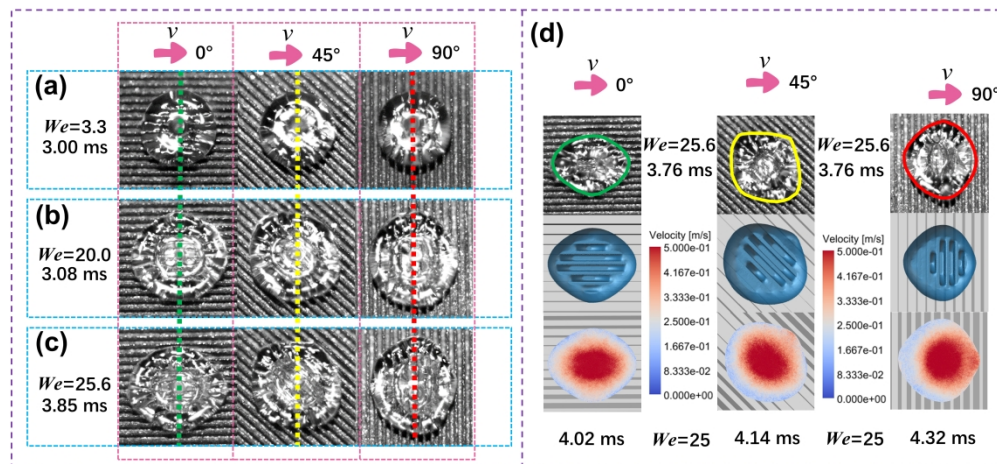 v
0°
v
45°
v
90°
(a)
We=3.3
3.00 ms
(b)
We=20.0
3.08 ms
(c)
We=25.6
3.85 ms
(d)
v
0°
v
45°
v
90°
We=25.6
3.76 ms
We=25.6
3.76 ms
Velocity [m/s]
5.000e-01
4.167e-01
3.333e-01
2.500e-01
1.667e-01
8.333e-02
0.000e+00
Velocity [m/s]
5.000e-01
4.167e-01
3.333e-01
2.500e-01
1.667e-01
8.333e-02
0.000e+00
4.02 ms We=25 4.14 ms We=25 4.32 ms